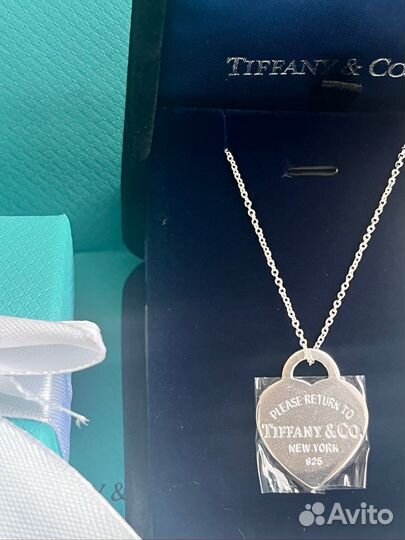 TIFFANY & CO.
PLEASE RETURN TO
TIFFANY & CO.
NEW YORK
925
&
Avito